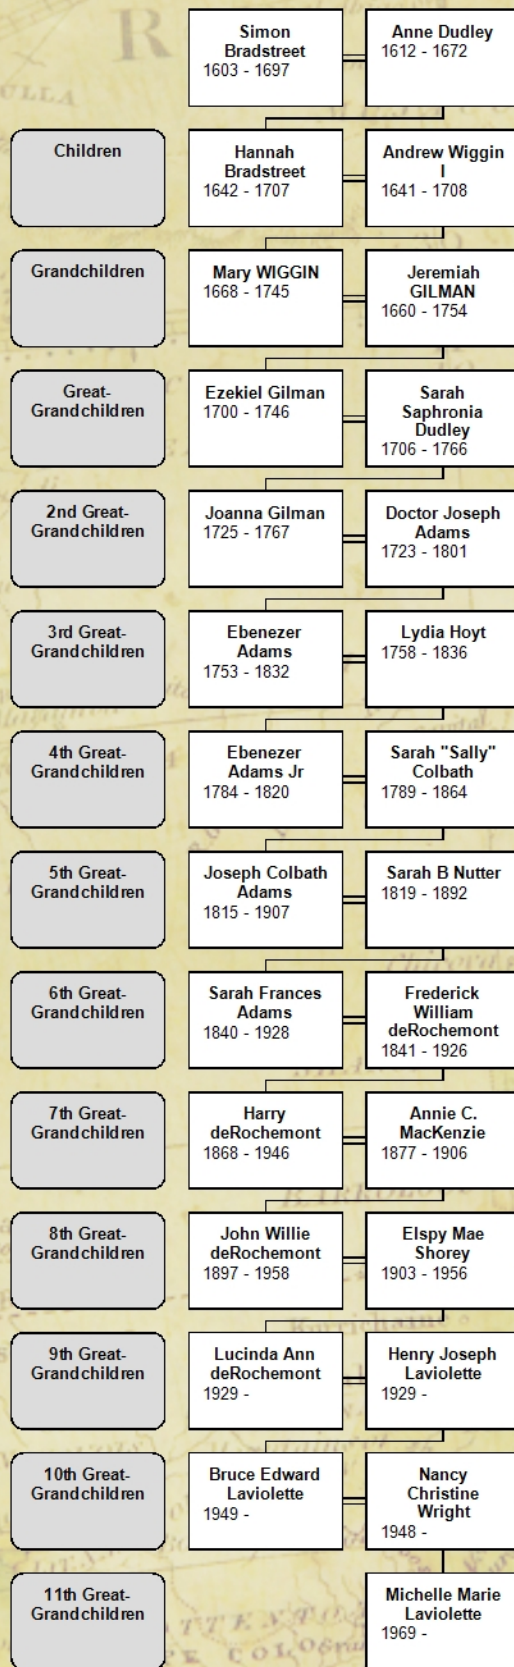 Simon
Bradstreet
1603 - 1697
Anne Dudley
1612 - 1672
Children
Hannah
Bradstreet
1642 - 1707
Andrew Wiggin
I
1641 - 1708
Grandchildren
Mary WIGGIN
1668 - 1745
Jeremiah
GILMAN
1660 - 1754
Great-
Grandchildren
Ezekiel Gilman
1700 - 1746
Sarah
Saphronia
Dudley
1706 - 1766
2nd Great-
Grandchildren
Joanna Gilman
1725 - 1767
Doctor Joseph
Adams
1723 - 1801
3rd Great-
Grandchildren
Ebenezer
Adams
1753 - 1832
Lydia Hoyt
1758 - 1836
4th Great-
Grandchildren
Ebenezer
Adams Jr
1784 - 1820
Sarah "Sally"
Colbath
1789 - 1864
5th Great-
Grandchildren
Joseph Colbath
Adams
1815 - 1907
Sarah B Nutter
1819 - 1892
6th Great-
Grandchildren
Sarah Frances
Adams
1840 - 1928
Frederick
William
deRochemont
1841 - 1926
7th Great-
Grandchildren
Harry
deRochemont
1868 - 1946
Annie C.
MacKenzie
1877 - 1906
8th Great-
Grandchildren
John Willie
deRochemont
1897 - 1958
Elspy Mae
Shorey
1903 - 1956
9th Great-
Grandchildren
Lucinda Ann
deRochemont
1929 -
Henry Joseph
Laviolette
1929 -
10th Great-
Grandchildren
Bruce Edward
Laviolette
1949 -
Nancy
Christine
Wright
1948 -
11th Great-
Grandchildren
Michelle Marie
Laviolette
1969 -